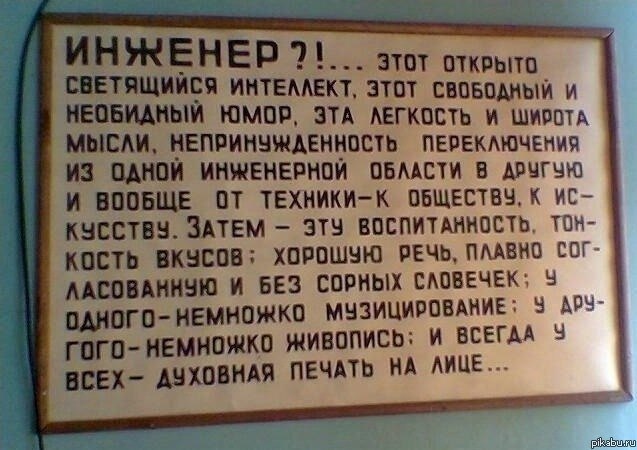 ИНЖЕНЕР?!... ЭТОТ ОТКРЫТО
СВЕТЯЩИЙСЯ ИНТЕЛЛЕКТ, ЭТОТ СВОБОДНЫЙ И
НЕОБИДНЫЙ ЮМОР, ЭТА ЛЕГКОСТЬ И ШИРОТА
МЫСЛИ, НЕПРИНУЖДЕННОСТЬ ПЕРЕКЛЮЧЕНИЯ
ИЗ ОДНОЙ ИНЖЕНЕРНОЙ ОБЛАСТИ В ДРУГУЮ
И ВООБЩЕ ОТ ТЕХНИКИ-К ОБЩЕСТВУ, К ИС-
КУССТВУ. ЗАТЕМ - ЭТУ ВОСПИТАННОСТЬ, ТОН-
КОСТЬ ВКУСОВ; ХОРОШУЮ РЕЧЬ, ПЛАВНО СОГ-
ЛАСОВАННУЮ И БЕЗ СОРНЫХ СЛОВЕЧЕК; У
ОДНОГО-НЕМНОЖКО МУЗИЦИРОВАНИЕ; У ДРУ-
ГОГО-НЕМНОЖКО ЖИВОПИСЬ; И ВСЕГДА У
ВСЕХ- ДУХОВНАЯ ПЕЧАТЬ НА ЛИЦЕ...
pikabu.ru